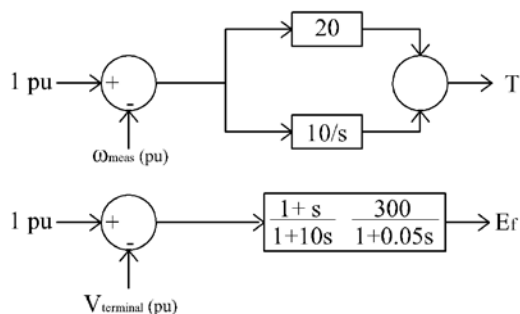 20
1 pu + T
-
10/s
ωmeas (pu)
1 pu + 1+ s 300 Ef
- 1+10s 1+0.05s
Vterminal (pu)